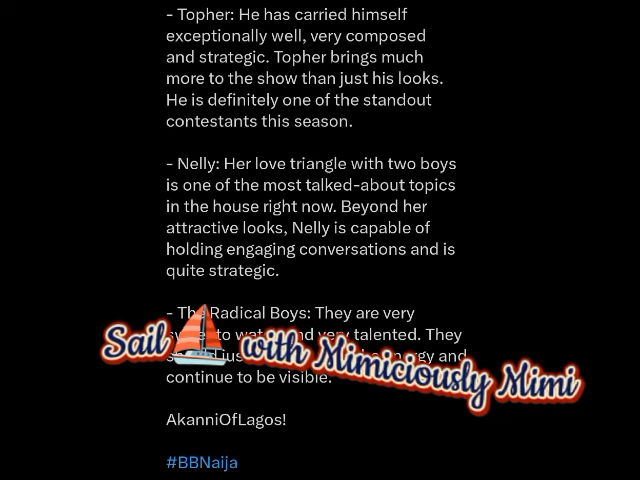 - Topher: He has carried himself
exceptionally well, very composed
and strategic. Topher brings much
more to the show than just his looks.
He is definitely one of the standout
contestants this season.
- Nelly: Her love triangle with two boys
is one of the most talked-about topics
in the house right now. Beyond her
attractive looks, Nelly is capable of
holding engaging conversations and is
quite strategic.
- The Radical Boys: They are very
to and very talented. They
and
continue to be visible.
Sail with Mimiciously Mimi
AkanniOfLagos!
#BBNaija